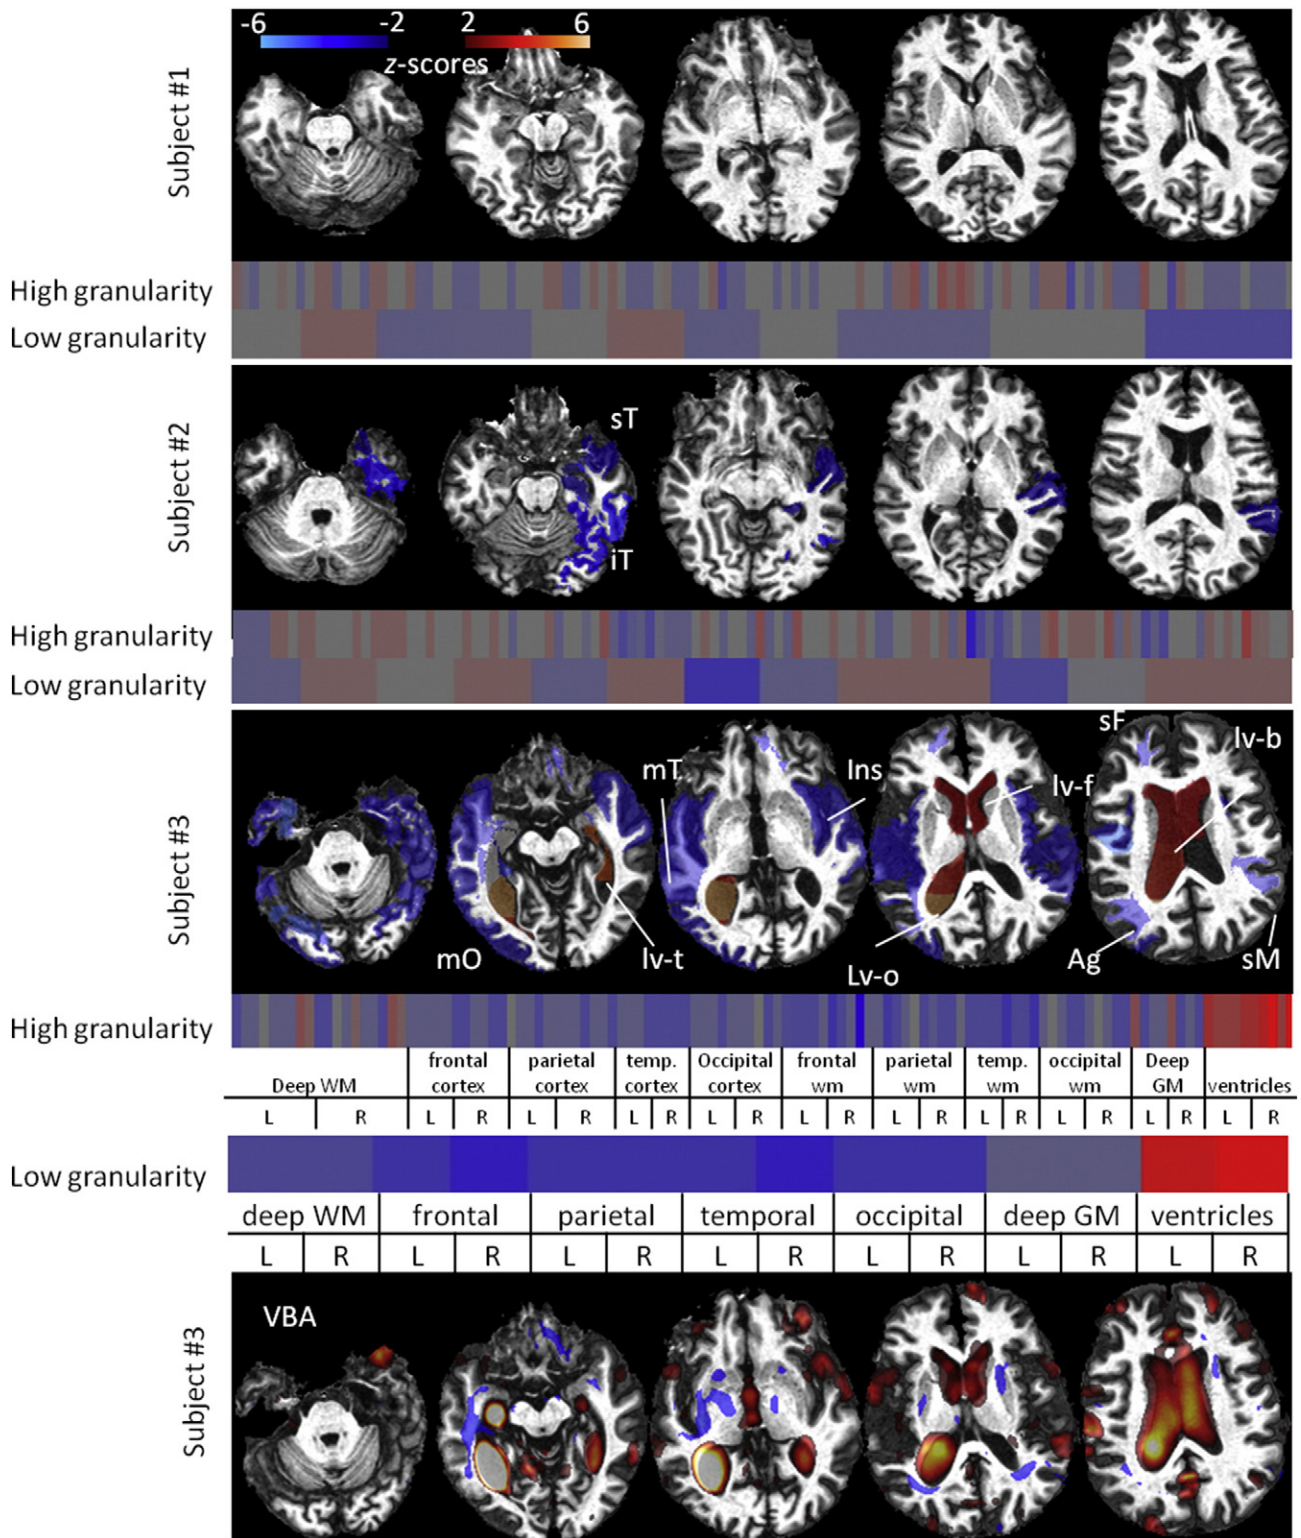 -6 -2 2 6
z-scores
Subject #1
High granularity
Low granularity
Subject #2
sT
iT
High granularity
Low granularity
Subject #3
sF
lv-b
mT
Ins
lv-f
mO
lv-t
Lv-o
Ag
sM
High granularity
Deep WM
frontal cortex
parietal cortex
temp. cortex
Occipital cortex
frontal wm
parietal wm
temp. wm
occipital wm
Deep GM
ventricles
L R L R L R L R L R L R L R L R L R L R L R
Low granularity
deep WM frontal parietal temporal occipital deep GM ventricles
L R L R L R L R L R L R L R
Subject #3
VBA